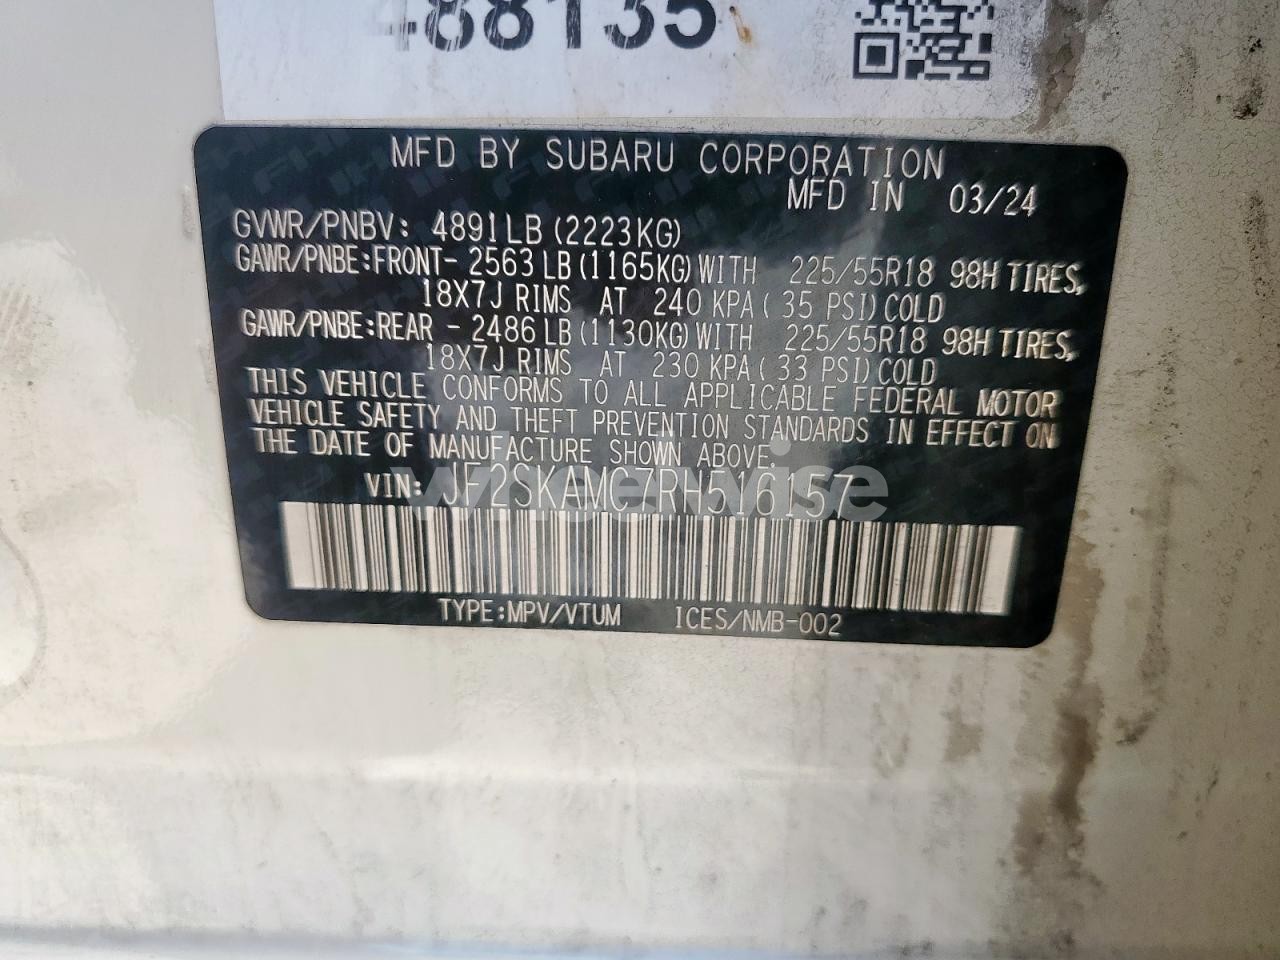 488135
MFD BY SUBARU CORPORATION
MFD IN 03/24
GVWR/PNBV: 4891LB (2223KG)
GAWR/PNBE:FRONT- 2563 LB (1165KG) WITH 225/55R18 98H TIRES,
18X7J RIMS AT 240 KPA ( 35 PSI) COLD
GAWR/PNBE:REAR - 2486 LB (1130KG) WITH 225/55R18 98H TIRES,
18X7J RIMS AT 230 KPA ( 33 PSI) COLD
THIS VEHICLE CONFORMS TO ALL APPLICABLE FEDERAL MOTOR
VEHICLE SAFETY AND THEFT PREVENTION STANDARDS IN EFFECT ON
THE DATE OF MANUFACTURE SHOWN ABOVE.
VIN: JF2SKAMC7RH516157
wheelwise
TYPE:MPV/VTUM ICES/NMB-002